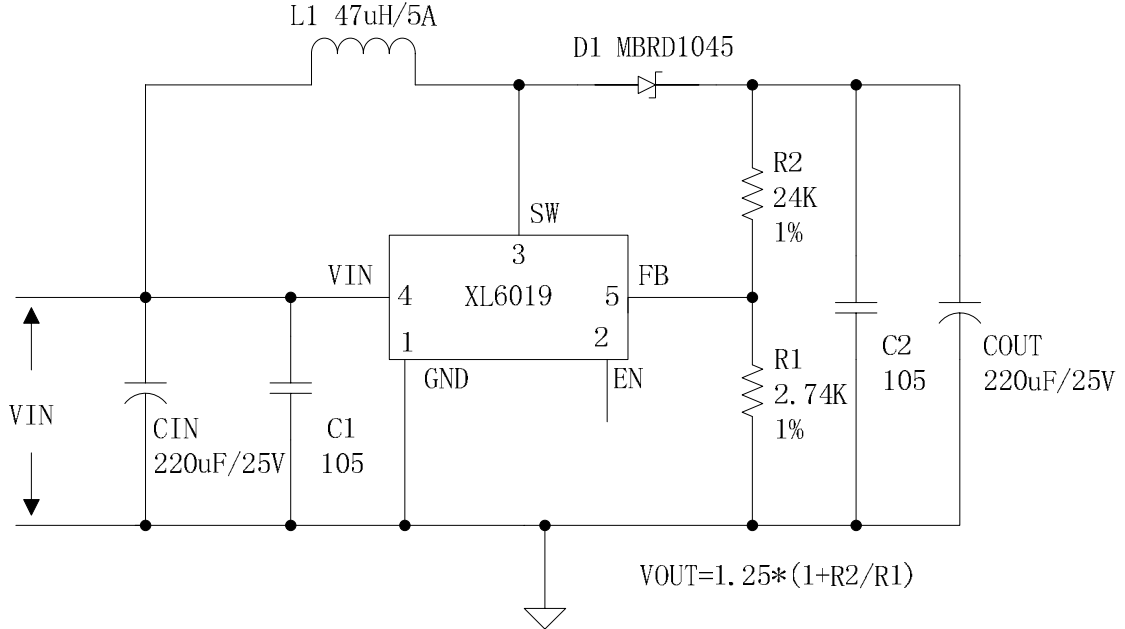 L1 47uH/5A
D1 MBRD1045
R2
24K
1%
SW
3
VIN
FB
4
XL6019
5
1
2
GND
EN
R1
2.74K
1%
C2
105
COUT
220uF/25V
VIN
CIN
220uF/25V
C1
105
VOUT=1.25*(1+R2/R1)